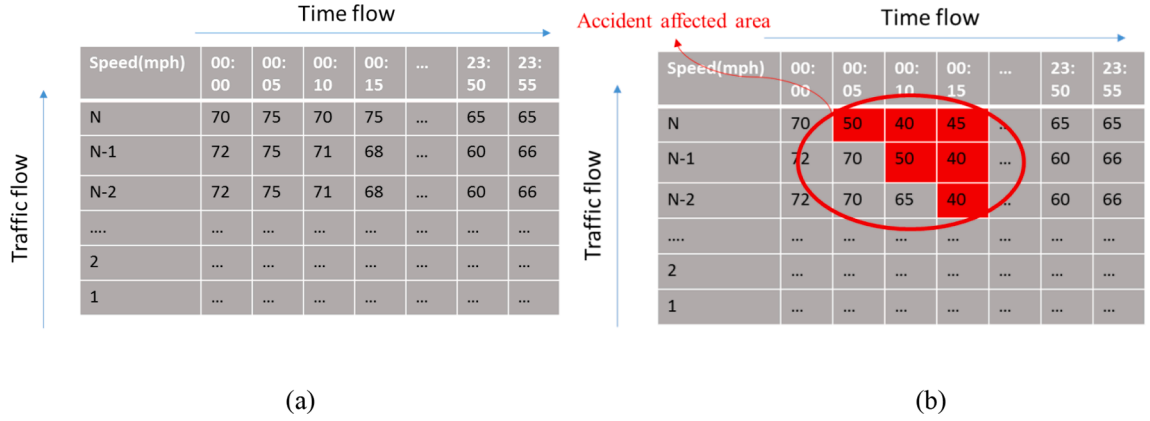 Time flow
Speed(mph) 00:00 00:05 00:10 00:15 ... 23:50 23:55
N 70 75 70 75 ... 65 65
N-1 72 75 71 68 ... 60 66
N-2 72 75 71 68 ... 60 66
.... ... ... ... ... ... ... ...
2 ... ... ... ... ... ... ...
1 ... ... ... ... ... ... ...
Traffic flow
(a)
Accident affected area
Time flow
Speed(mph) 00:00 00:05 00:10 00:15 ... 23:50 23:55
N 70 50 40 45 ... 65 65
N-1 72 70 50 40 ... 60 66
N-2 72 70 65 40 ... 60 66
.... ... ... ... ... ... ... ...
2 ... ... ... ... ... ... ...
1 ... ... ... ... ... ... ...
Traffic flow
(b)